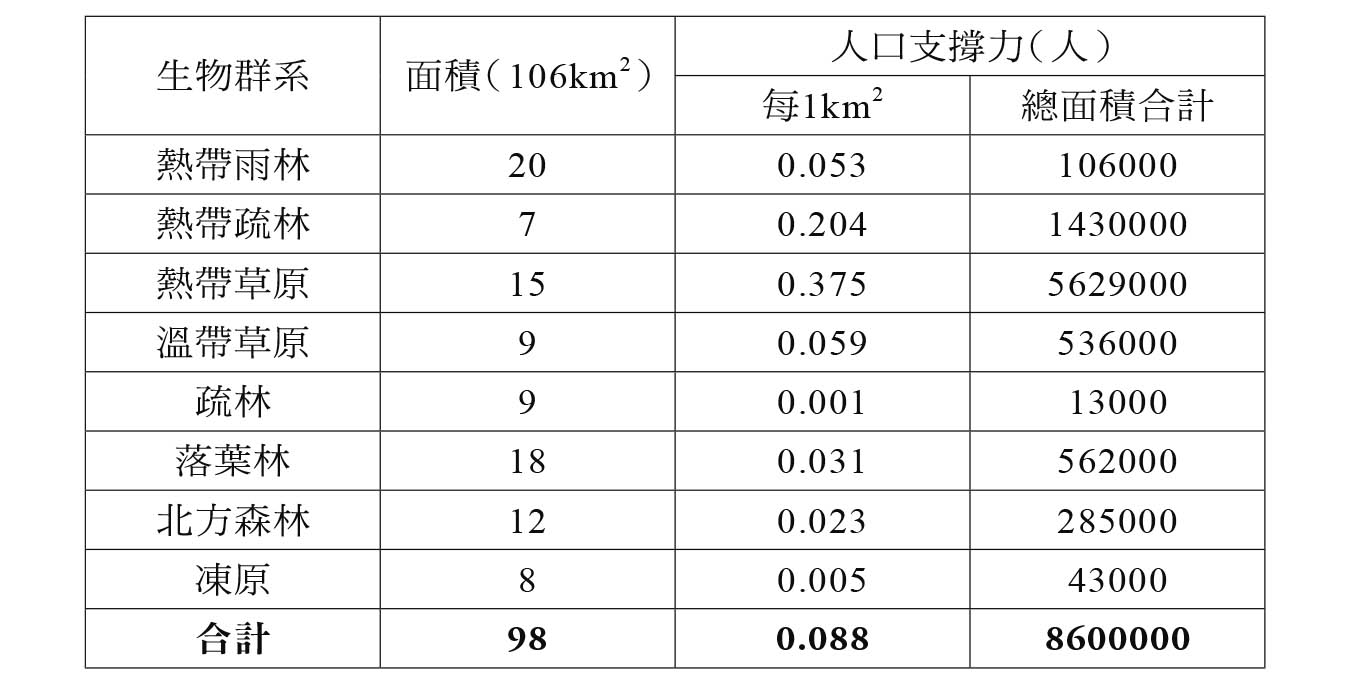 生物群系 面積（106km²） 人口支撐力（人）
每1km² 總面積合計
熱帶雨林 20 0.053 106000
熱帶疏林 7 0.204 1430000
熱帶草原 15 0.375 5629000
溫帶草原 9 0.059 536000
疏林 9 0.001 13000
落葉林 18 0.031 562000
北方森林 12 0.023 285000
凍原 8 0.005 43000
合計 98 0.088 8600000